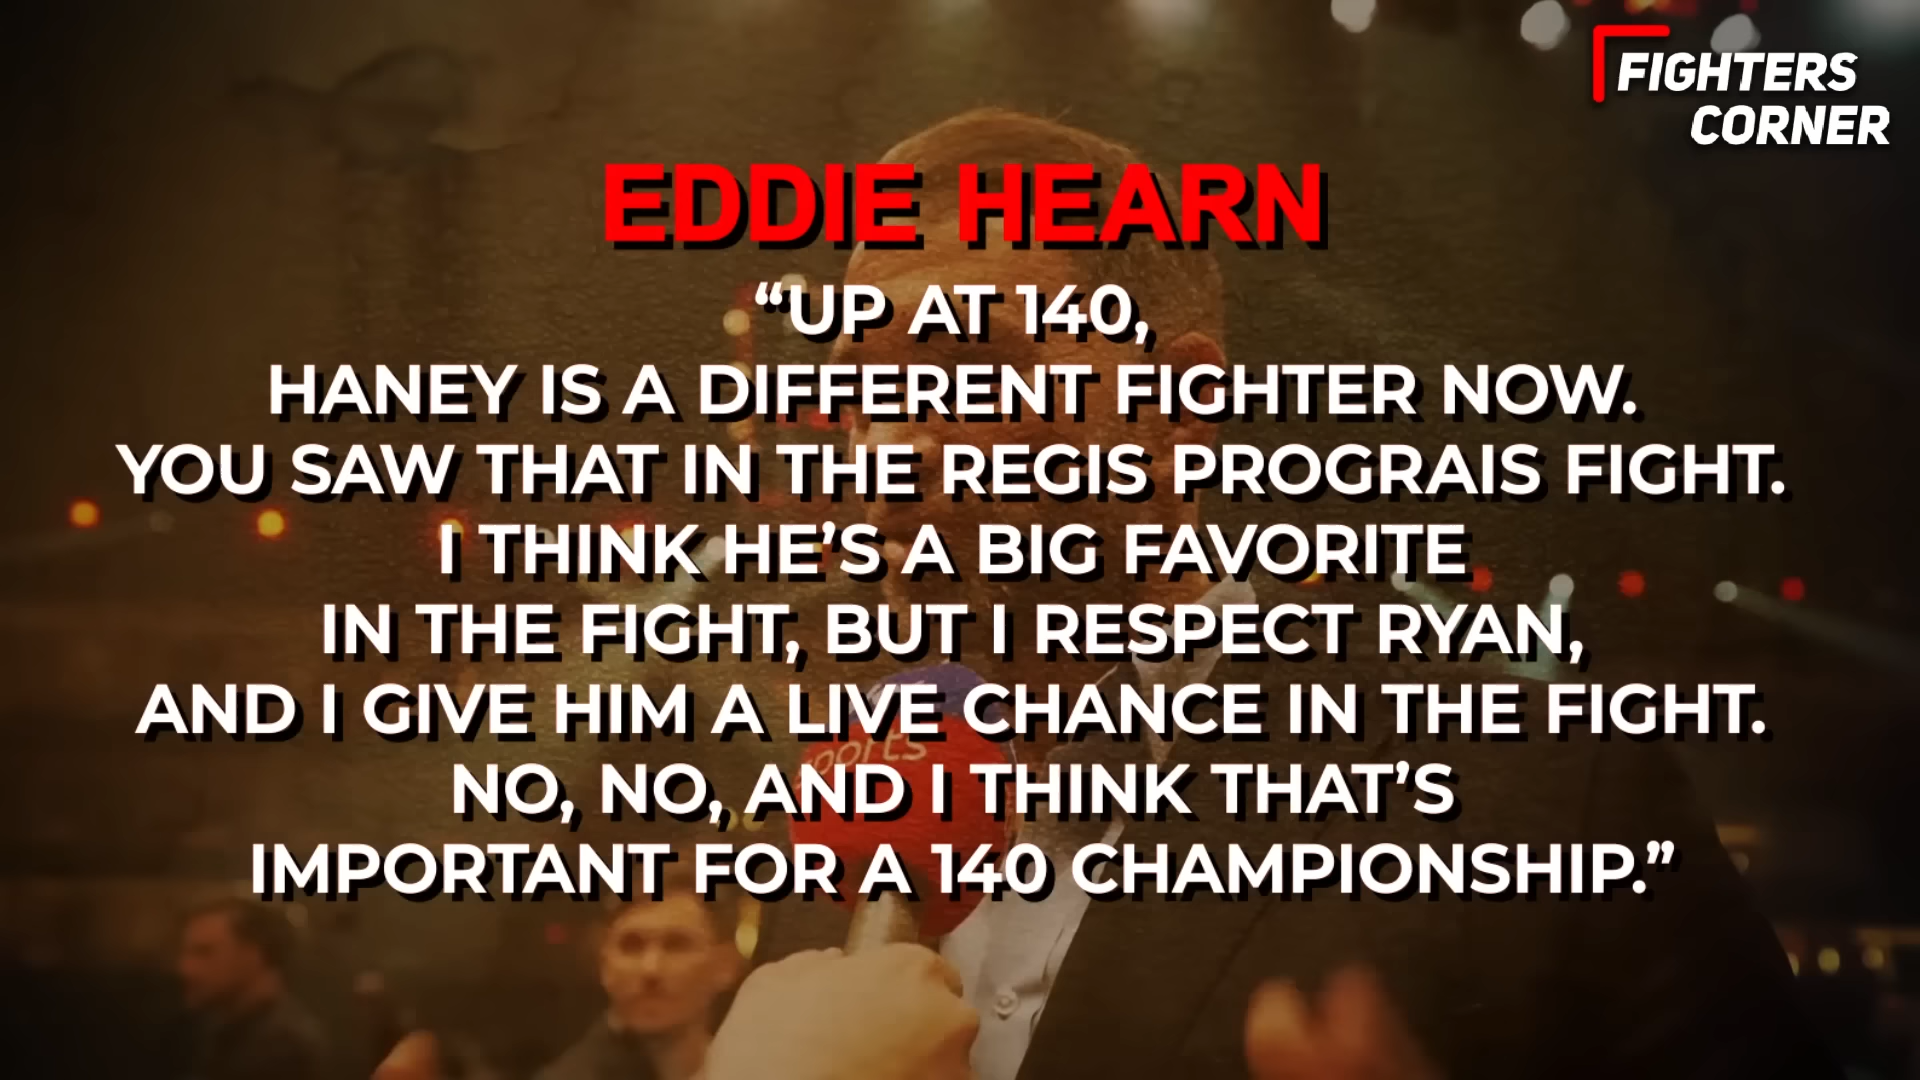 FIGHTERS
CORNER
EDDIE HEARN
“UP AT 140,
HANEY IS A DIFFERENT FIGHTER NOW.
YOU SAW THAT IN THE REGIS PROGRAIS FIGHT.
I THINK HE’S A BIG FAVORITE
IN THE FIGHT, BUT I RESPECT RYAN,
AND I GIVE HIM A LIVE CHANCE IN THE FIGHT.
sports
NO, NO, AND I THINK THAT’S
IMPORTANT FOR A 140 CHAMPIONSHIP.”